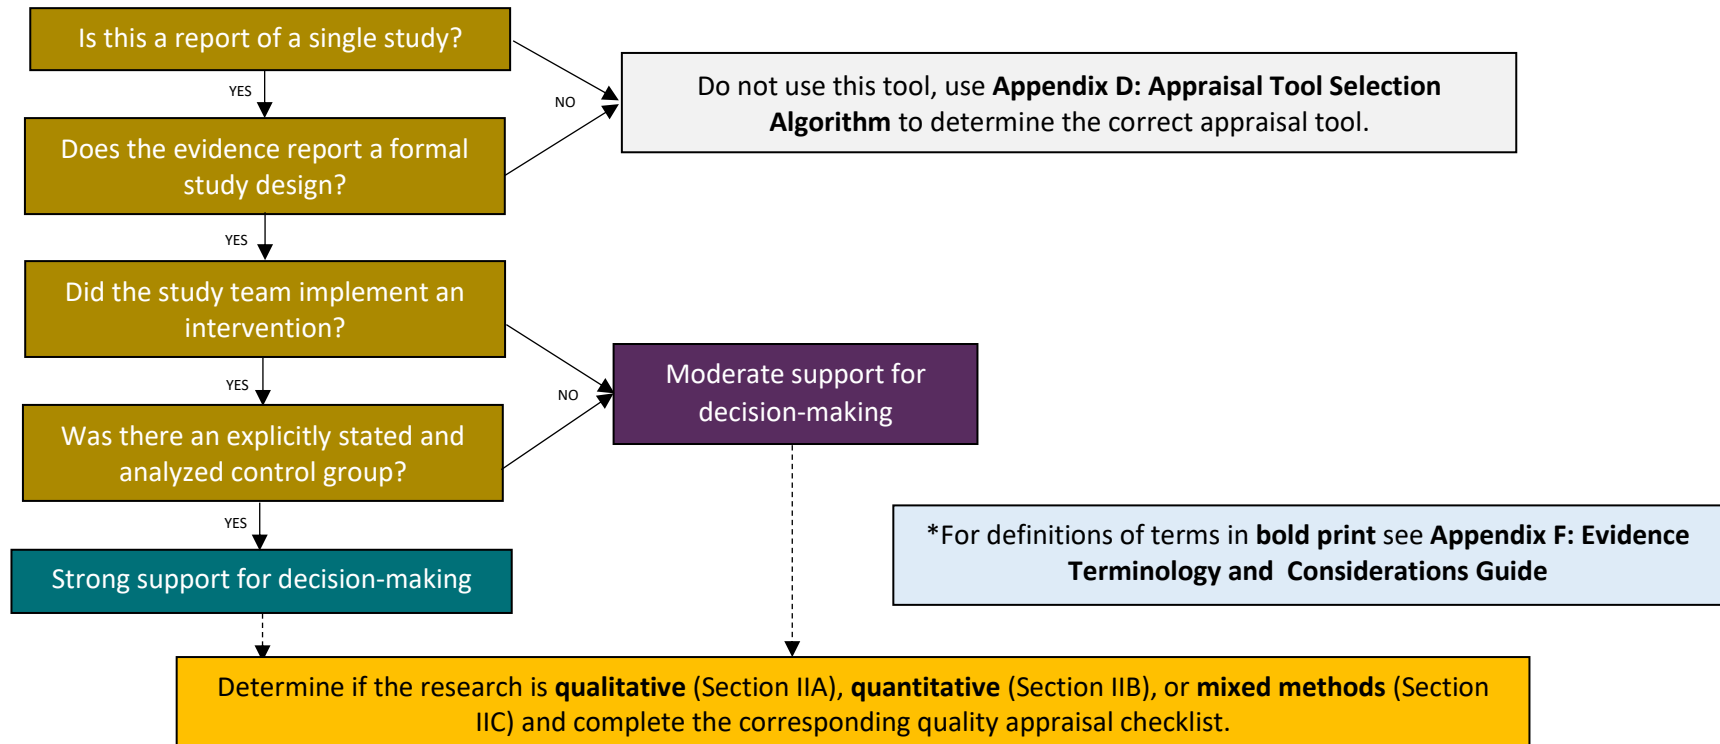 Is this a report of a single study?
YES
NO
Do not use this tool, use Appendix D: Appraisal Tool Selection
Algorithm to determine the correct appraisal tool.
Does the evidence report a formal
study design?
YES
Did the study team implement an
intervention?
YES
NO
Moderate support for
decision-making
Was there an explicitly stated and
analyzed control group?
YES
Strong support for decision-making
*For definitions of terms in bold print see Appendix F: Evidence
Terminology and Considerations Guide
Determine if the research is qualitative (Section IIA), quantitative (Section IIB), or mixed methods (Section
IIC) and complete the corresponding quality appraisal checklist.